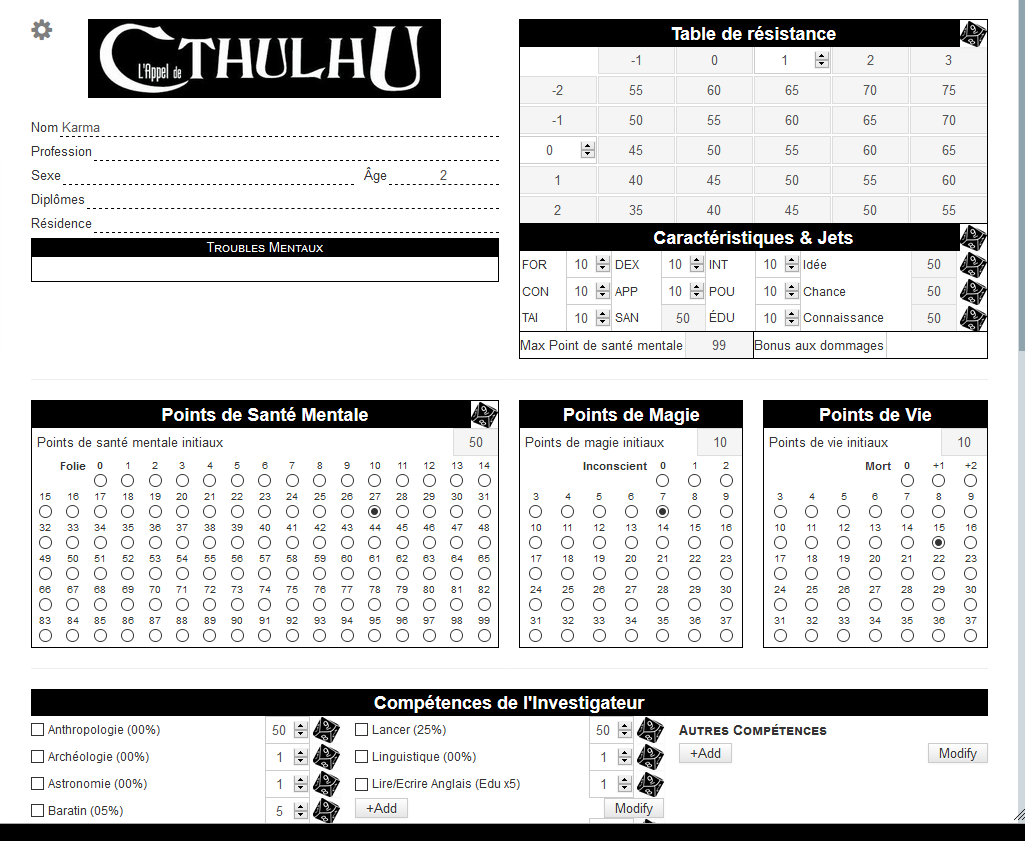 L'Appel de CTHULHU
Nom Karma
Profession
Sexe Âge 2
Diplômes
Résidence
TROUBLES MENTAUX
Table de résistance
-1 0 1 2 3
-2 55 60 65 70 75
-1 50 55 60 65 70
0 45 50 55 60 65
1 40 45 50 55 60
2 35 40 45 50 55
Caractéristiques & Jets
FOR 10 DEX 10 INT 10 Idée 50
CON 10 APP 10 POU 10 Chance 50
TAI 10 SAN 50 ÉDU 10 Connaissance 50
Max Point de santé mentale 99 Bonus aux dommages
Points de Santé Mentale
Points de santé mentale initiaux 50
Folie 0 1 2 3 4 5 6 7 8 9 10 11 12 13 14
15 16 17 18 19 20 21 22 23 24 25 26 27 28 29 30 31
32 33 34 35 36 37 38 39 40 41 42 43 44 45 46 47 48
49 50 51 52 53 54 55 56 57 58 59 60 61 62 63 64 65
66 67 68 69 70 71 72 73 74 75 76 77 78 79 80 81 82
83 84 85 86 87 88 89 90 91 92 93 94 95 96 97 98 99
Points de Magie
Points de magie initiaux 10
Inconscient 0 1 2
3 4 5 6 7 8 9
10 11 12 13 14 15 16
17 18 19 20 21 22 23
24 25 26 27 28 29 30
31 32 33 34 35 36 37
Points de Vie
Points de vie initiaux 10
Mort 0 +1 +2
3 4 5 6 7 8 9
10 11 12 13 14 15 16
17 18 19 20 21 22 23
24 25 26 27 28 29 30
31 32 33 34 35 36 37
Compétences de l'Investigateur
Anthropologie (00%) 50
Archéologie (00%) 1
Astronomie (00%) 1
Baratin (05%) 5
Lancer (25%) 50
Linguistique (00%) 1
Lire/Ecrire Anglais (Edu x5) 1
+Add Modify
AUTRES COMPÉTENCES
+Add Modify